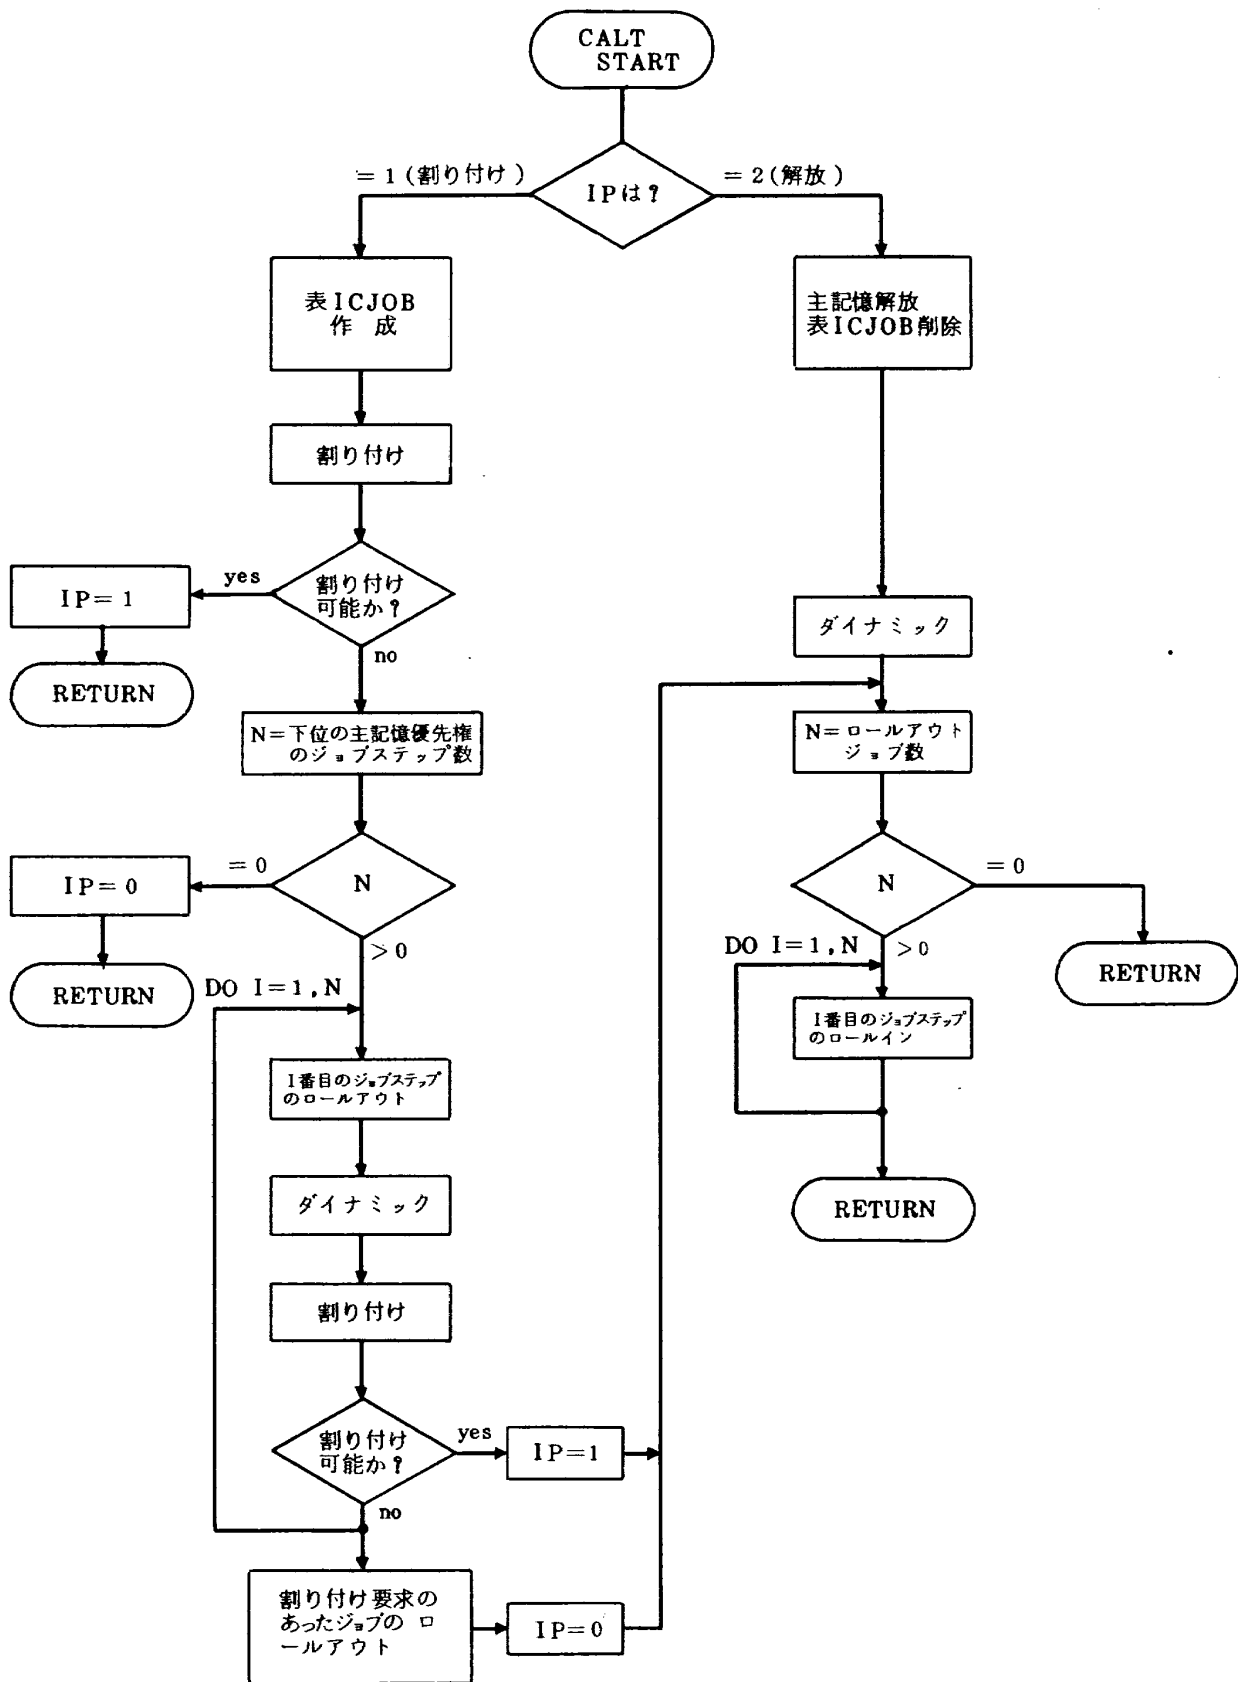 CALT
START
=1(割り付け)
IPは?
=2(解放)
表ICJOB
作 成
主記憶解放
表ICJOB削除
割り付け
割り付け
可能か?
yes
IP=1
RETURN
no
N=下位の主記憶優先権
のジョブステップ数
N
=0
IP=0
RETURN
>0
DO I=1,N
I番目のジョブステップ
のロールアウト
ダイナミック
割り付け
割り付け
可能か?
yes
IP=1
no
割り付け要求の
あったジョブの ロ
ールアウト
IP=0
ダイナミック
N=ロールアウト
ジョブ数
N
=0
RETURN
>0
DO I=1,N
I番目のジョブステップ
のロールイン
RETURN